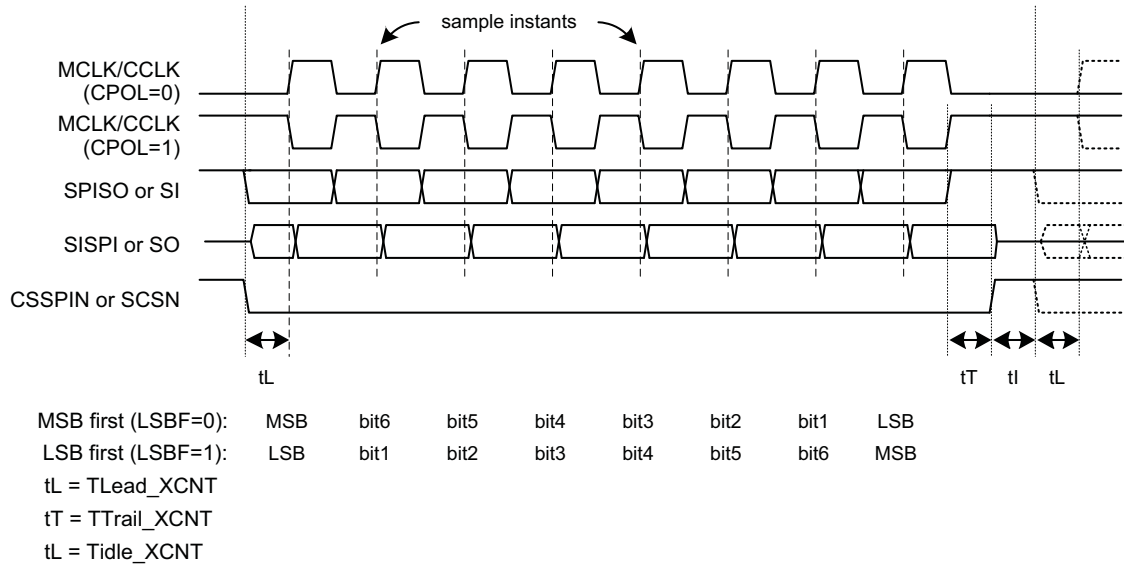 sample instants
MCLK/CCLK
(CPOL=0)
MCLK/CCLK
(CPOL=1)
SPISO or SI
SISPI or SO
CSSPIN or SCSN
tL tT tI tL
MSB first (LSBF=0): MSB bit6 bit5 bit4 bit3 bit2 bit1 LSB
LSB first (LSBF=1): LSB bit1 bit2 bit3 bit4 bit5 bit6 MSB
tL = TLead_XCNT
tT = TTrail_XCNT
tL = Tidle_XCNT